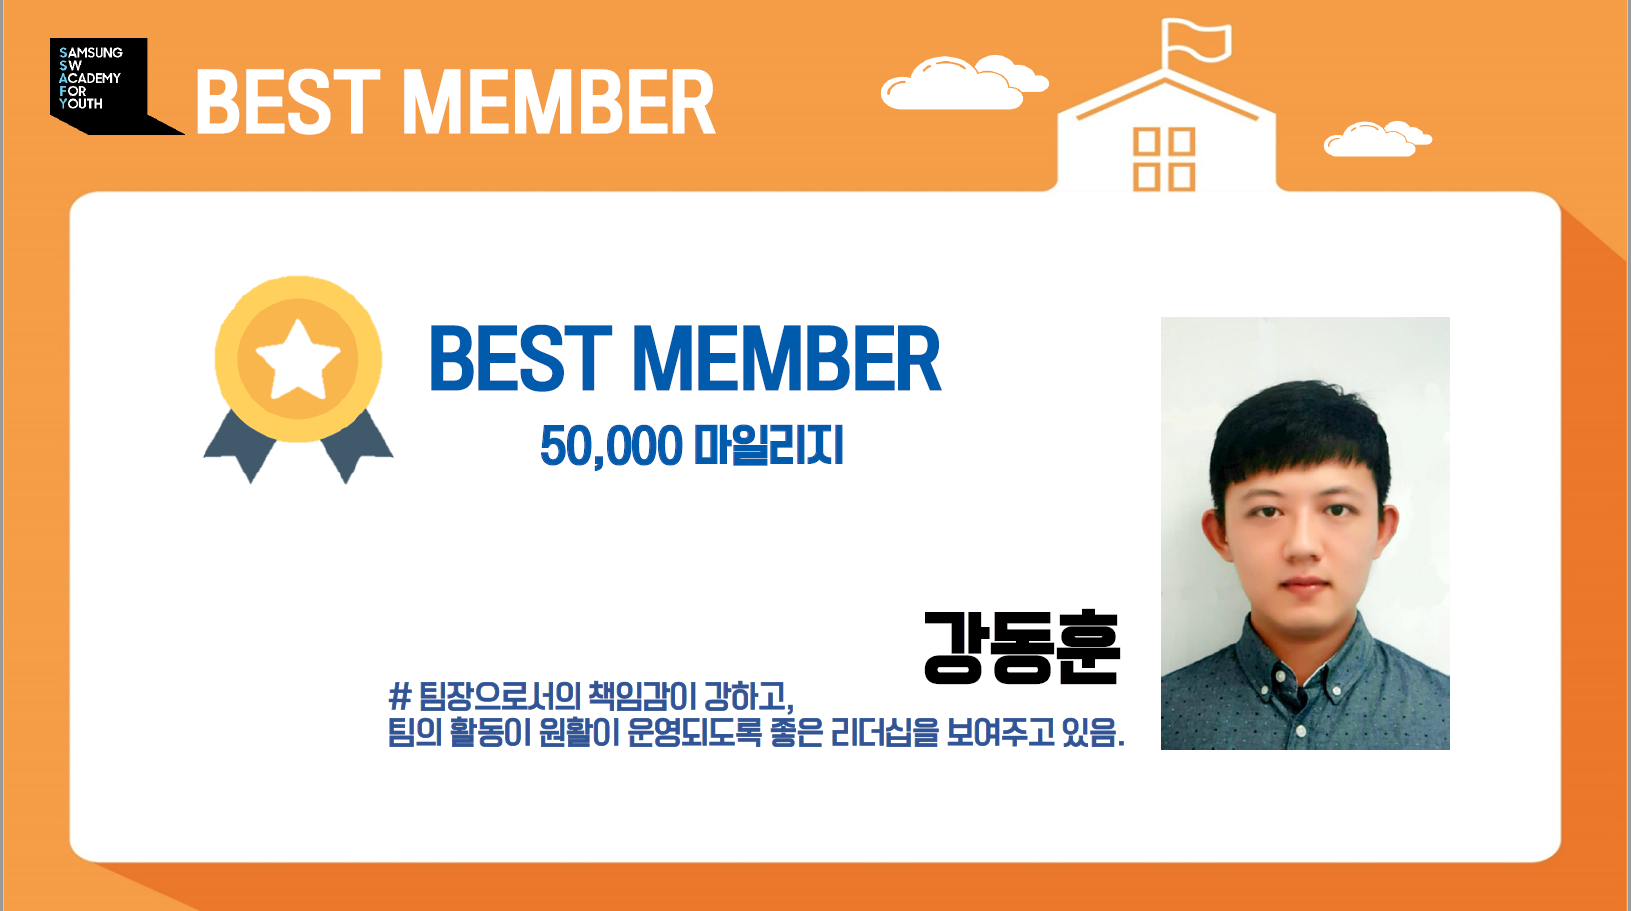 SAMSUNG
SW
ACADEMY
FOR
YOUTH
BEST MEMBER
BEST MEMBER
50,000 마일리지
강동훈
# 팀장으로서의 책임감이 강하고,
팀의 활동이 원활이 운영되도록 좋은 리더십을 보여주고 있음.